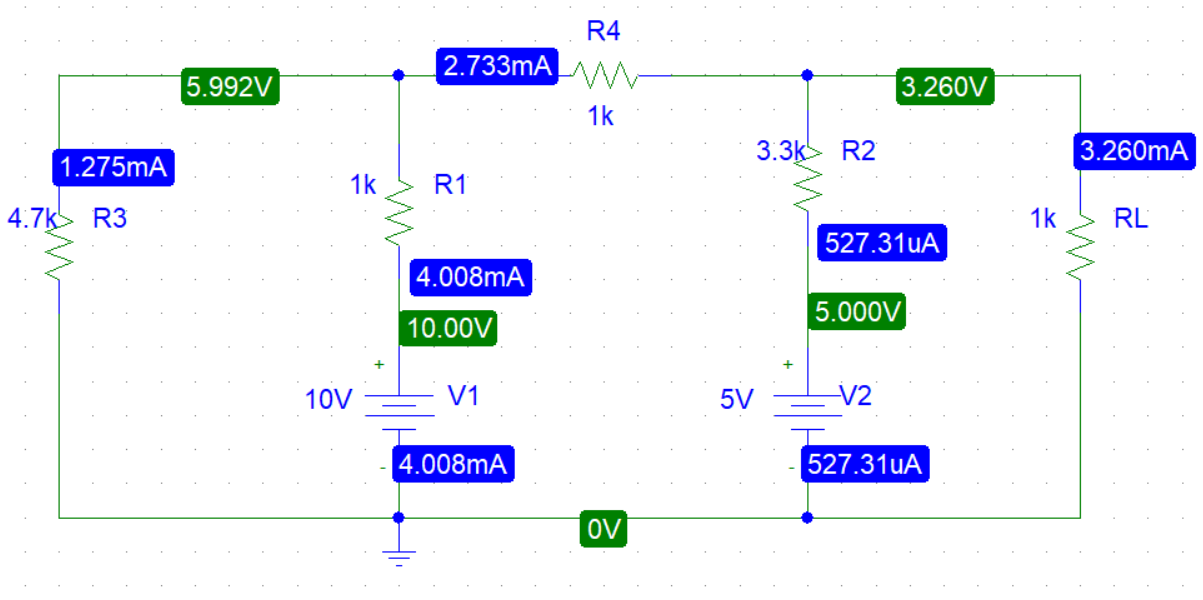 R4
2.733mA
5.992V
3.260V
1k
1.275mA
3.3k
R2
3.260mA
1k
R1
4.7k
R3
1k
RL
527.31uA
4.008mA
5.000V
10.00V
+
+
10V
V1
5V
V2
-
4.008mA
-
527.31uA
0V